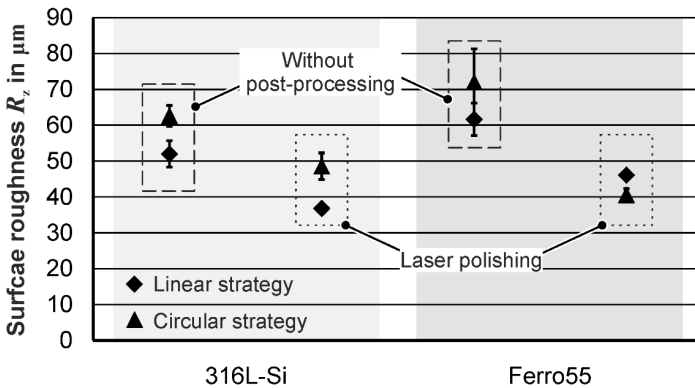 Surfcae roughness Rz in µm
90
80
70
60
50
40
30
20
10
0
Without
post-processing
Laser polishing
Linear strategy
Circular strategy
316L-Si
Ferro55